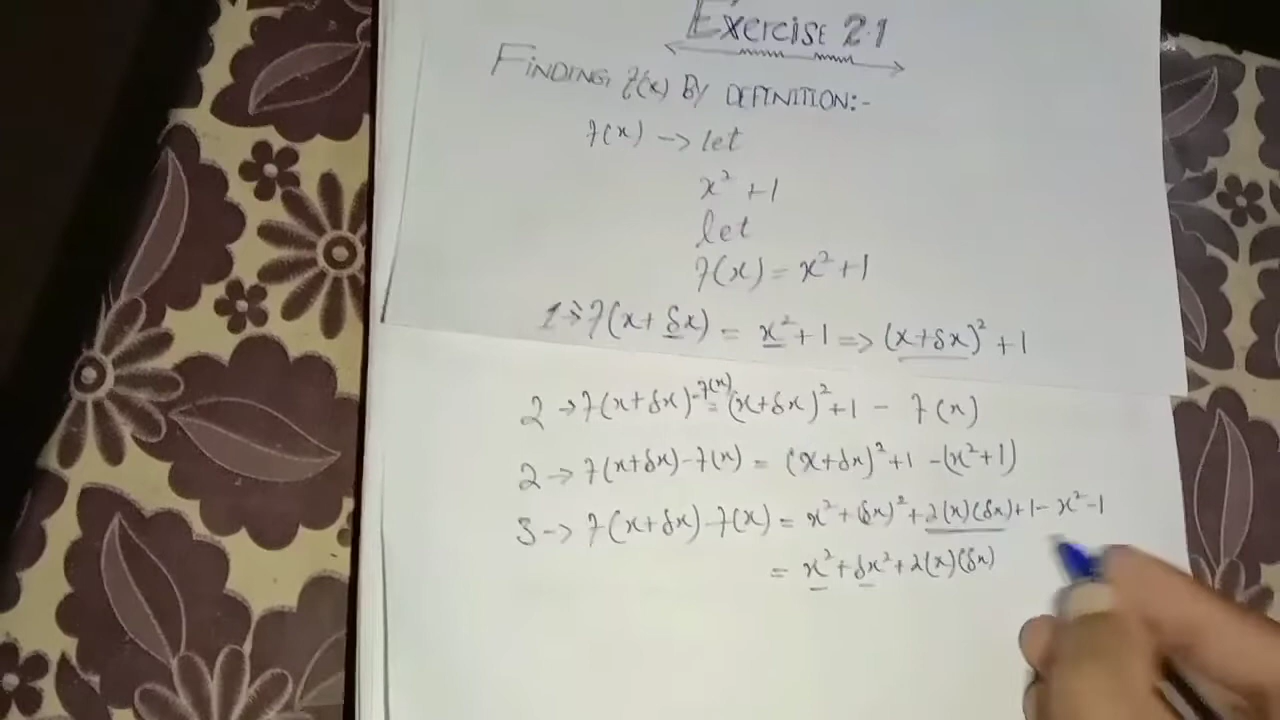 Exercise 2.1
FINDING f(x) BY DEFINITION:-
f(x) → let
x² + 1
let
f(x) = x² + 1
1 → f(x + δx) = x² + 1 => (x + δx)² + 1
2 → f(x + δx) - f(x) = (x + δx)² + 1 - f(x)
2 → f(x + δx) - f(x) = (x + δx)² + 1 - (x² + 1)
3 → f(x + δx) - f(x) = x² + (δx)² + 2(x)(δx) + 1 - x² - 1
= x² + δx² + 2(x)(δx)